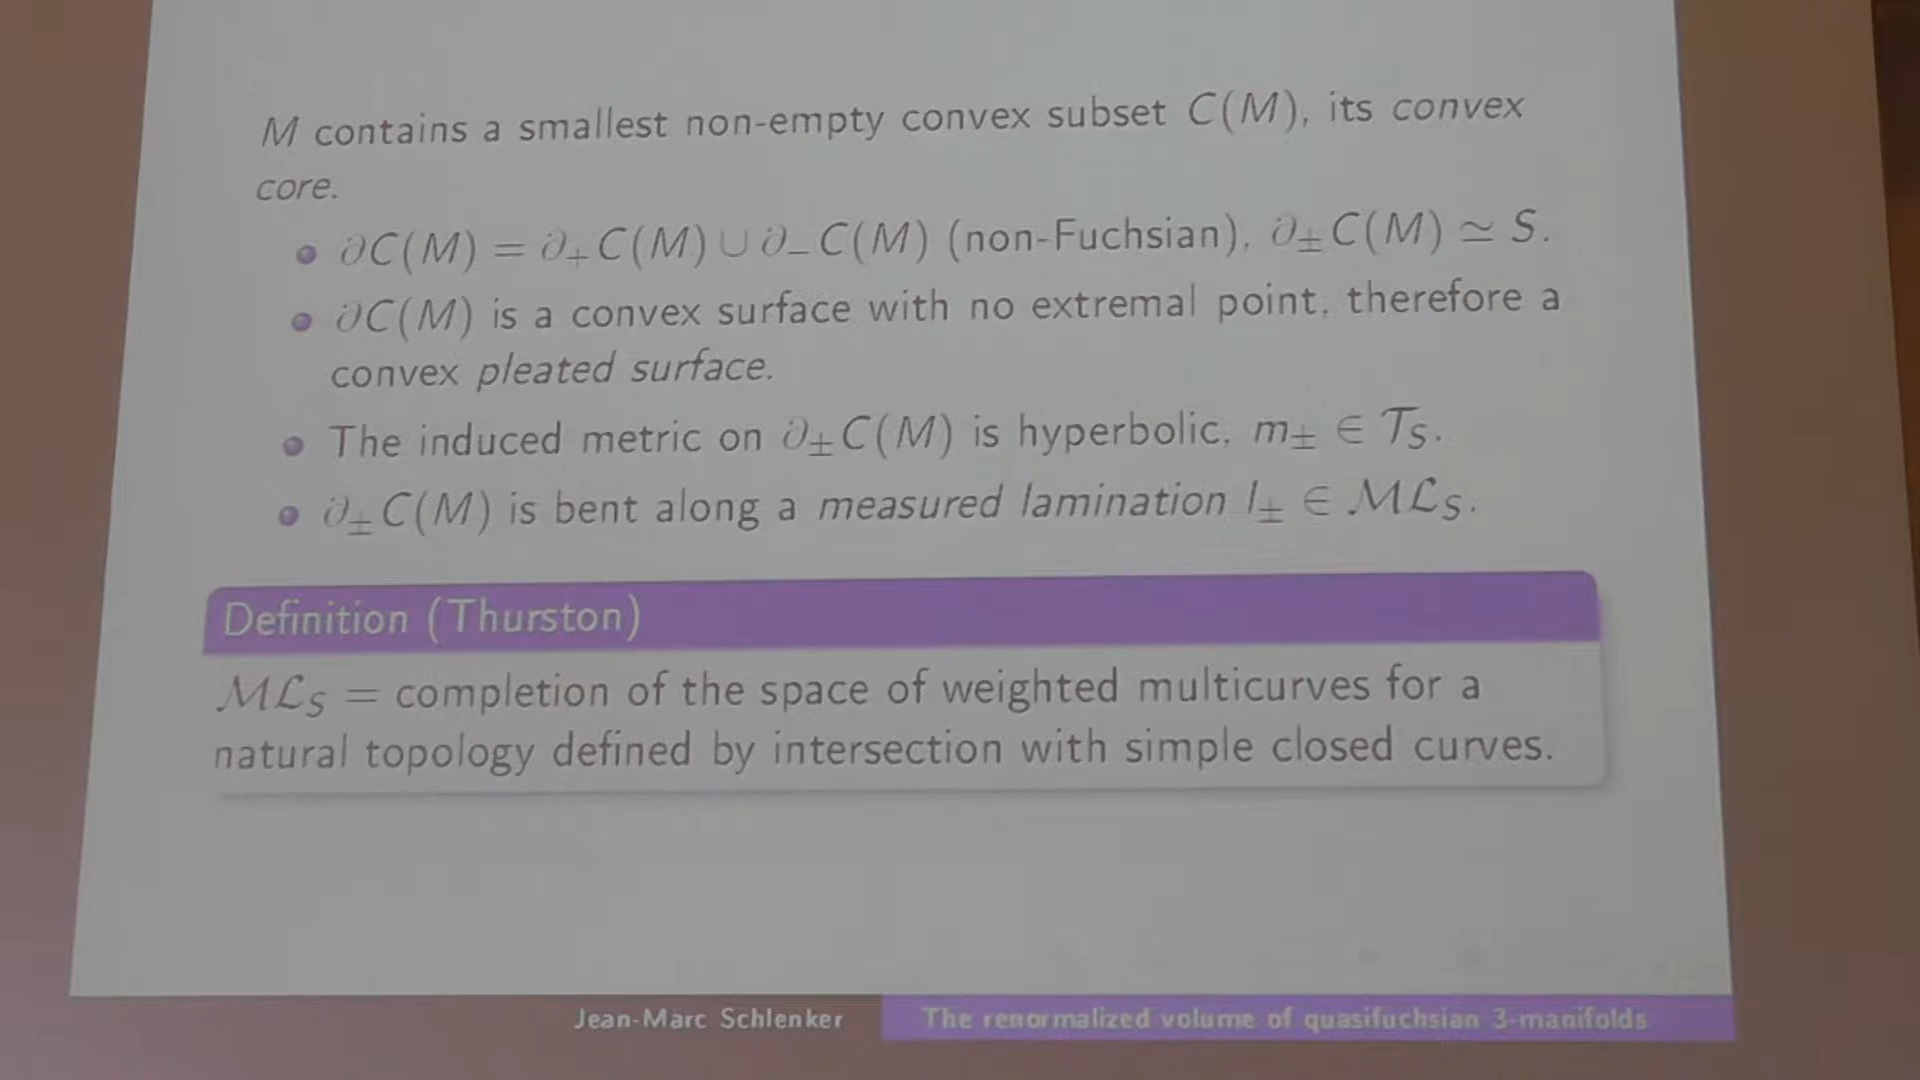 M contains a smallest non-empty convex subset C(M), its convex
core.
∂C(M) = ∂₊C(M) ∪ ∂₋C(M) (non-Fuchsian), ∂±C(M) ≃ S.
∂C(M) is a convex surface with no extremal point, therefore a
convex pleated surface.
The induced metric on ∂±C(M) is hyperbolic, m± ∈ 𝒯_S.
∂±C(M) is bent along a measured lamination l± ∈ ℳℒ_S.
Definition (Thurston)
ℳℒ_S = completion of the space of weighted multicurves for a
natural topology defined by intersection with simple closed curves.
Jean-Marc Schlenker
The renormalized volume of quasifuchsian 3-manifolds